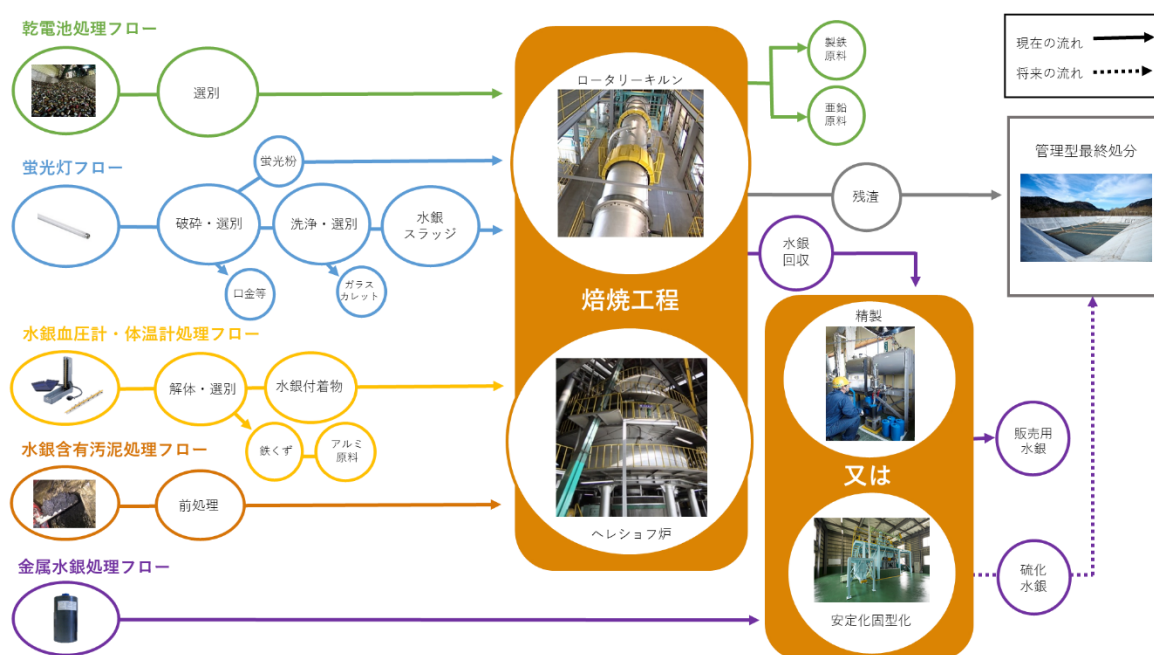 乾電池処理フロー
選別
蛍光灯フロー
蛍光粉
破砕・選別
洗浄・選別
水銀
スラッジ
口金等
ガラス
カレット
水銀血圧計・体温計処理フロー
解体・選別
水銀付着物
鉄くず
アルミ
原料
水銀含有汚泥処理フロー
前処理
金属水銀処理フロー
ロータリーキルン
焙焼工程
ヘレショフ炉
製鉄
原料
亜鉛
原料
残渣
水銀
回収
精製
又は
安定化固型化
販売用
水銀
硫化
水銀
現在の流れ
将来の流れ
管理型最終処分